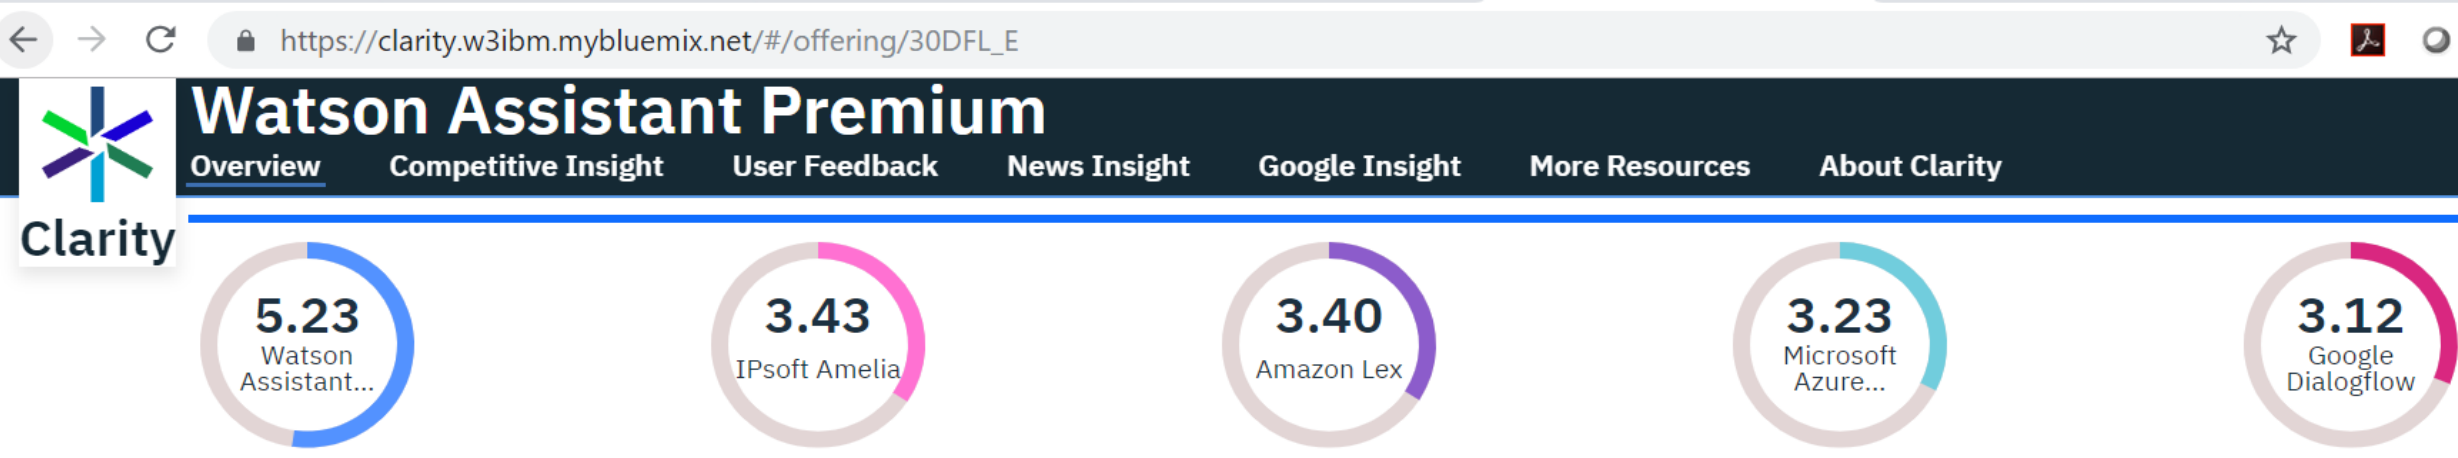 https://clarity.w3ibm.mybluemix.net/#/offering/30DFL_E
Watson Assistant Premium
Overview Competitive Insight User Feedback News Insight Google Insight More Resources About Clarity
Clarity
5.23
Watson
Assistant...
3.43
IPsoft Amelia
3.40
Amazon Lex
3.23
Microsoft
Azure...
3.12
Google
Dialogflow